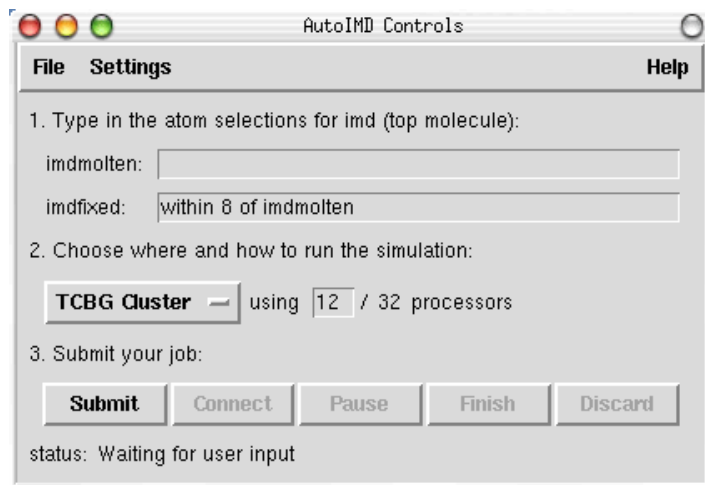 AutoIMD Controls
File Settings Help
1. Type in the atom selections for imd (top molecule):
imdmolten:
imdfixed: within 8 of imdmolten
2. Choose where and how to run the simulation:
TCBG Cluster using 12 / 32 processors
3. Submit your job:
Submit Connect Pause Finish Discard
status: Waiting for user input